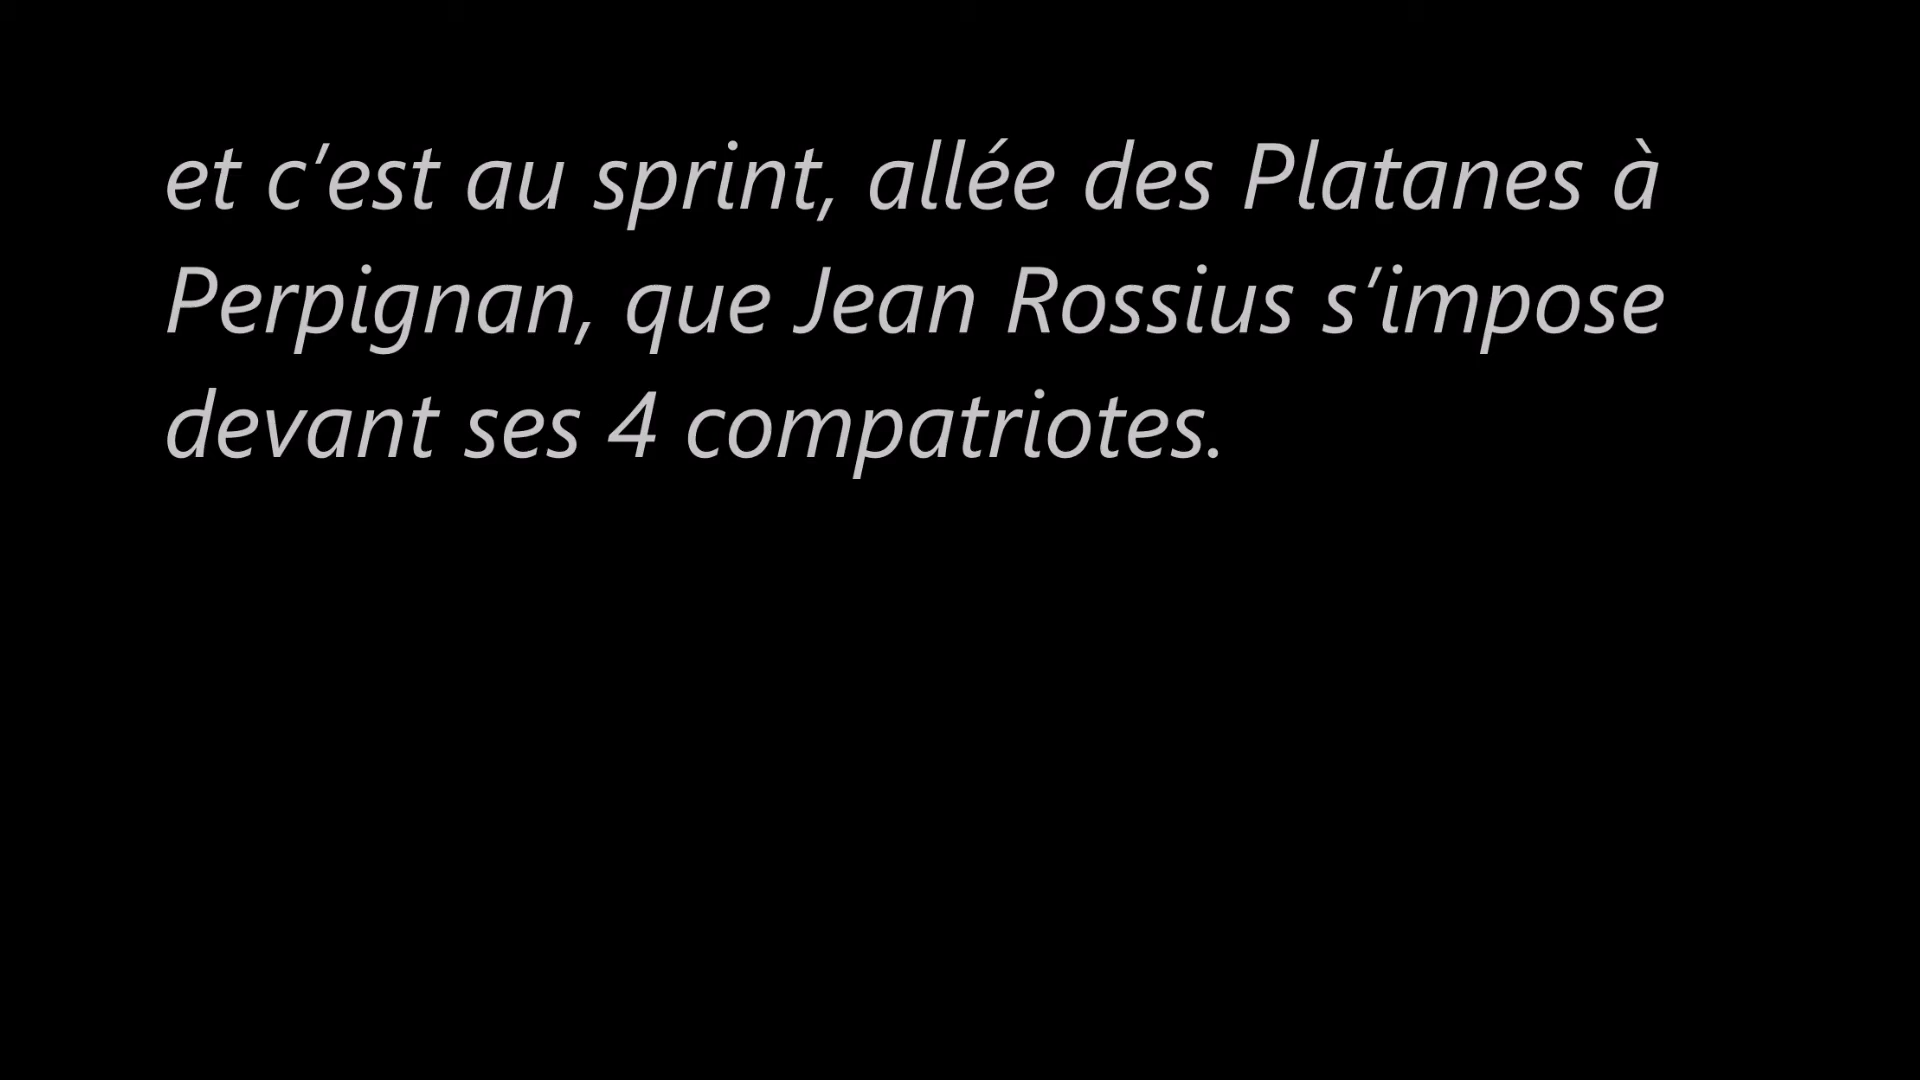 et c’est au sprint, allée des Platanes à
Perpignan, que Jean Rossius s’impose
devant ses 4 compatriotes.